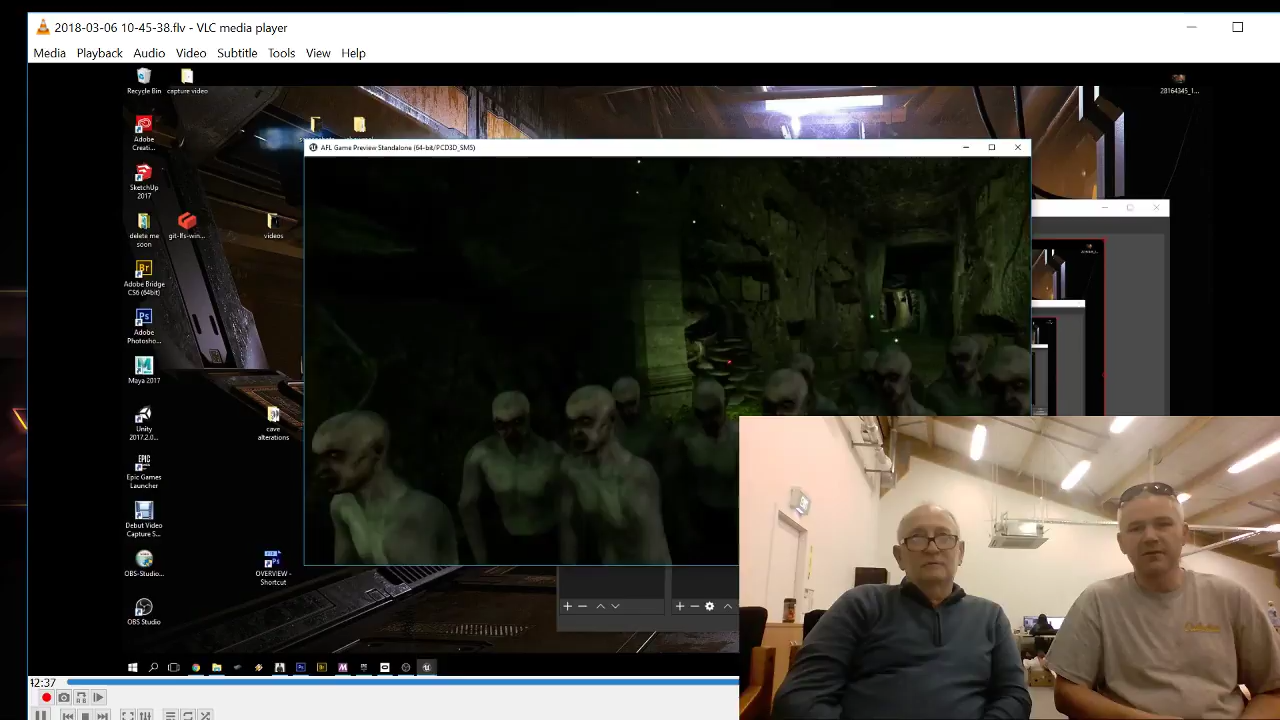 2018-03-06 10-45-38.flv - VLC media player
Media Playback Audio Video Subtitle Tools View Help
Recycle Bin
capture video
28164345_1...
Adobe
Creati...
AFL Game Preview Standalone (64-bit/PCD3D_SM5)
SketchUp
2017
delete me
soon
git-lfs-win...
videos
Adobe Bridge
CS6 (64bit)
Adobe
Photosho...
Maya 2017
Unity
2017.2.0...
cave
alterations
Epic Games
Launcher
Debut Video
Capture S...
OBS-Studio...
OVERVIEW -
Shortcut
OBS Studio
42:37